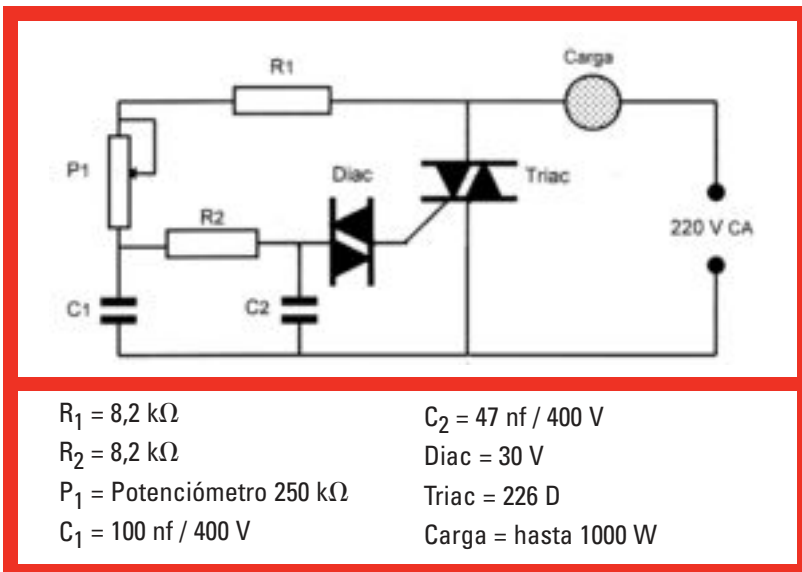 Carga
R1
P1
Diac
Triac
R2
220 V CA
C1
C2
R1 = 8,2 kΩ
R2 = 8,2 kΩ
P1 = Potenciómetro 250 kΩ
C1 = 100 nf / 400 V
C2 = 47 nf / 400 V
Diac = 30 V
Triac = 226 D
Carga = hasta 1000 W